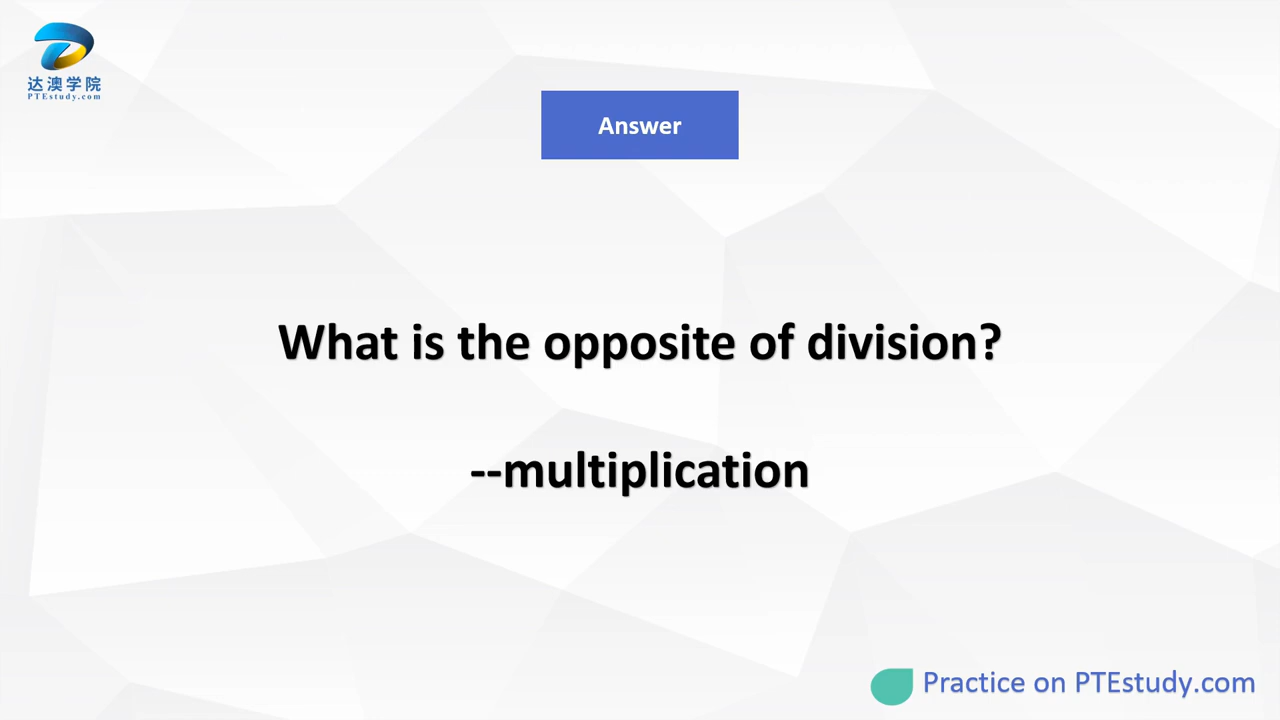 达澳学院
PTEstudy.com
Answer
What is the opposite of division?
--multiplication
Practice on PTEstudy.com